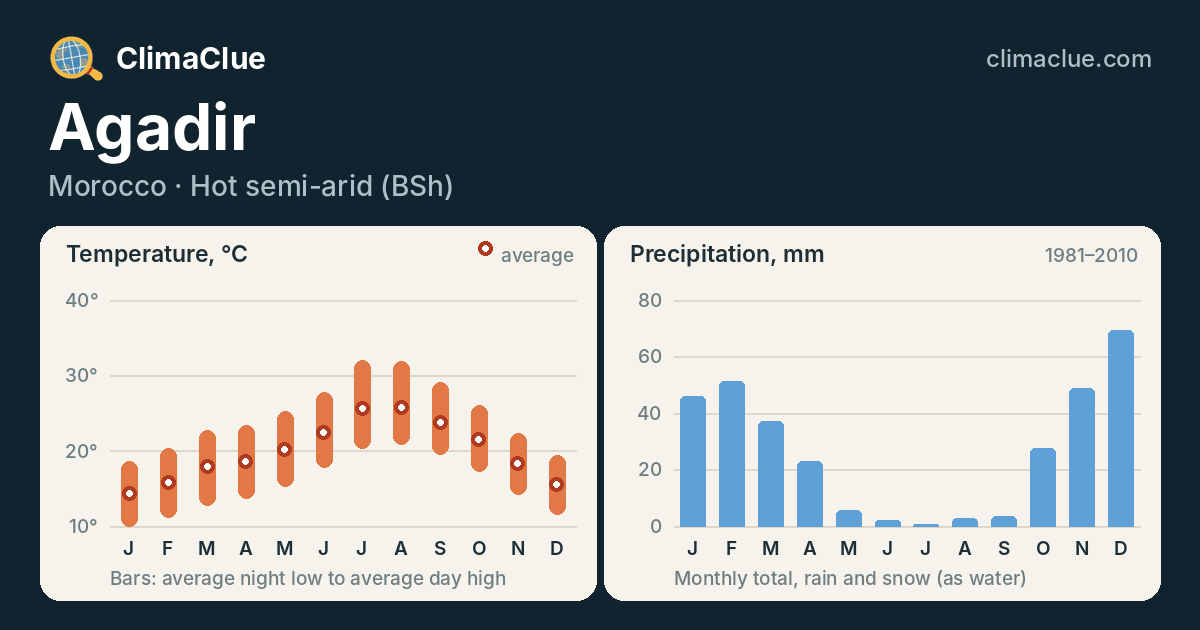 ClimaClue
climaclue.com
Agadir
Morocco · Hot semi-arid (BSh)
Temperature, °C
average
40°
30°
20°
10°
J F M A M J J A S O N D
Bars: average night low to average day high
Precipitation, mm
1981–2010
80
60
40
20
0
J F M A M J J A S O N D
Monthly total, rain and snow (as water)